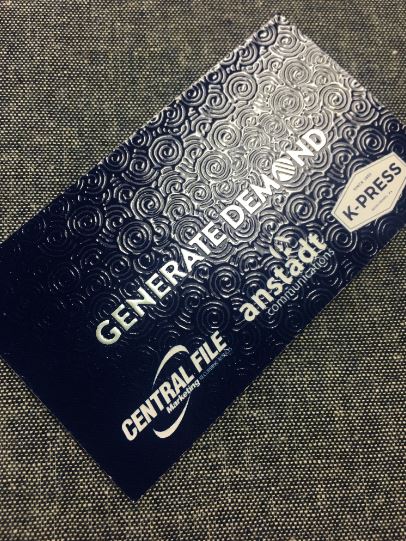 GENERATE DEMAND
CENTRAL FILE
Marketing
anstadt
communications
K-PRESS